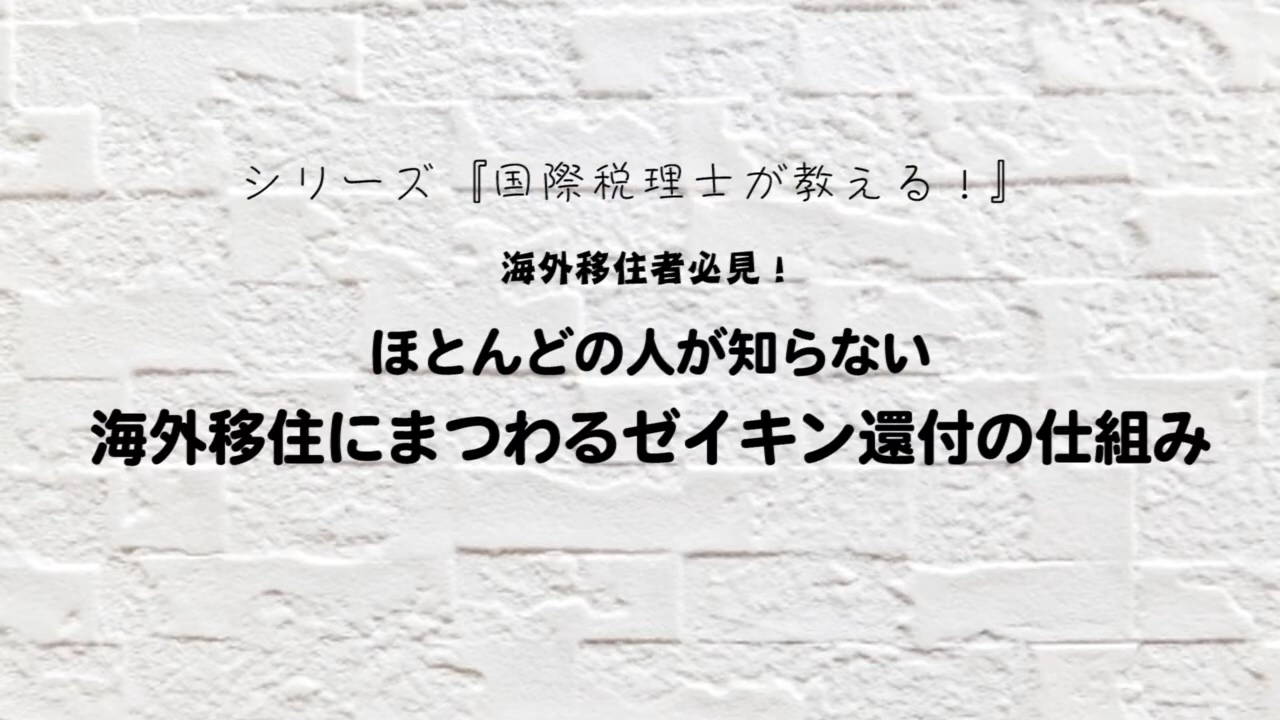 シリーズ『国際税理士が教える！』
海外移住者必見！
ほとんどの人が知らない
海外移住にまつわるゼイキン還付の仕組み